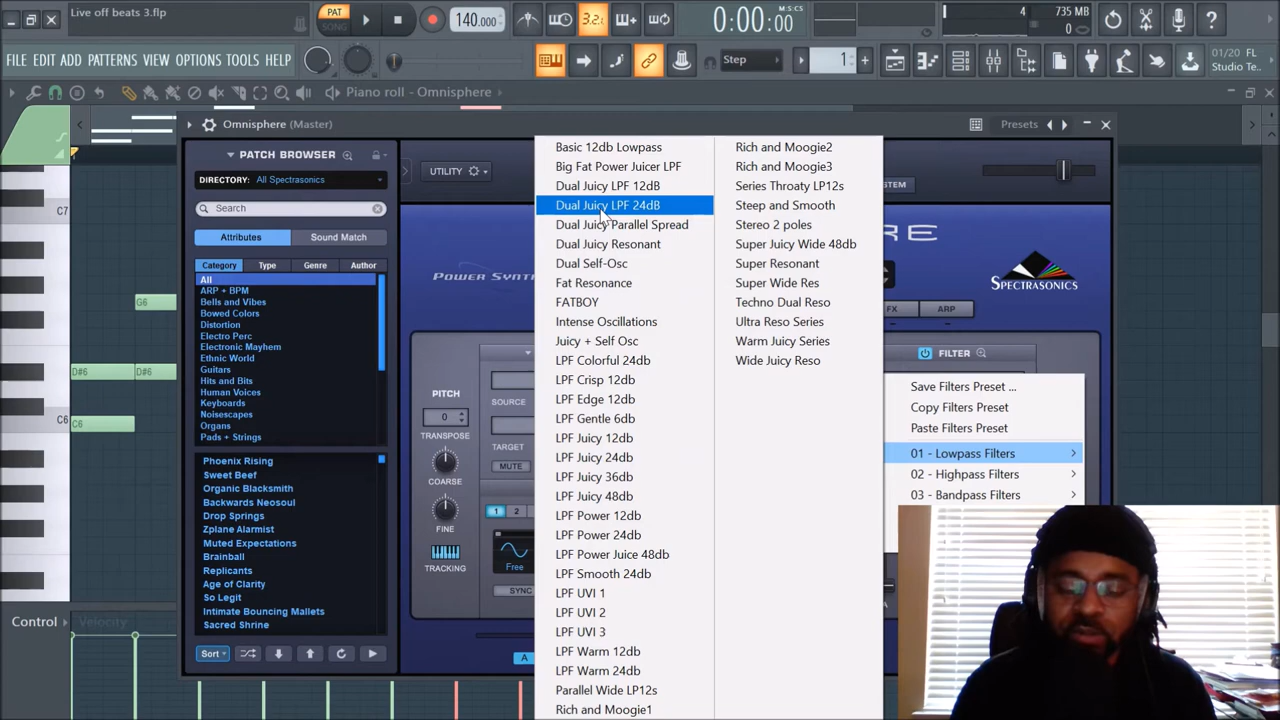 Live off beats 3.flp
PAT
SONG
140.000
3.2.
0:00:00
M:S:CS
4
735 MB
0
FILE EDIT ADD PATTERNS VIEW OPTIONS TOOLS HELP
Step
1
01/20 FL
Studio Te..
Piano roll - Omnisphere
Omnisphere (Master)
Presets
C7
G6
D#6
D#6
C6
C6
Control
Velocity
PATCH BROWSER
DIRECTORY:
All Spectrasonics
Search
Attributes
Sound Match
Category
Type
Genre
Author
All
ARP + BPM
Bells and Vibes
Bowed Colors
Distortion
Electro Perc
Electronic Mayhem
Ethnic World
Guitars
Hits and Bits
Human Voices
Keyboards
Noisescapes
Organs
Pads + Strings
Phoenix Rising
Sweet Beef
Organic Blacksmith
Backwards Neosoul
Drop Springs
Zplane Alarmist
Muted Expectations
Brainball
Replicants
Age of Giants
So Legit
Intimate Bouncing Mallets
Sacred Shrine
Sort
UTILITY
STEM
RE
POWER SYNTH
SPECTRASONICS
FX
ARP
FILTER
PITCH
0
TRANSPOSE
COARSE
FINE
TRACKING
SOURCE
TARGET
MUTE
1
2
Free
SYNC
A
Basic 12db Lowpass
Big Fat Power Juicer LPF
Dual Juicy LPF 12dB
Dual Juicy LPF 24dB
Dual Juicy Parallel Spread
Dual Juicy Resonant
Dual Self-Osc
Fat Resonance
FATBOY
Intense Oscillations
Juicy + Self Osc
LPF Colorful 24db
LPF Crisp 12db
LPF Edge 12db
LPF Gentle 6db
LPF Juicy 12db
LPF Juicy 24db
LPF Juicy 36db
LPF Juicy 48db
LPF Power 12db
LPF Power 24db
LPF Power Juice 48db
LPF Smooth 24db
LPF UVI 1
LPF UVI 2
LPF UVI 3
LPF Warm 12db
LPF Warm 24db
Parallel Wide LP12s
Rich and Moogie1
Rich and Moogie2
Rich and Moogie3
Series Throaty LP12s
Steep and Smooth
Stereo 2 poles
Super Juicy Wide 48db
Super Resonant
Super Wide Res
Techno Dual Reso
Ultra Reso Series
Warm Juicy Series
Wide Juicy Reso
Save Filters Preset ...
Copy Filters Preset
Paste Filters Preset
01 - Lowpass Filters
02 - Highpass Filters
03 - Bandpass Filters